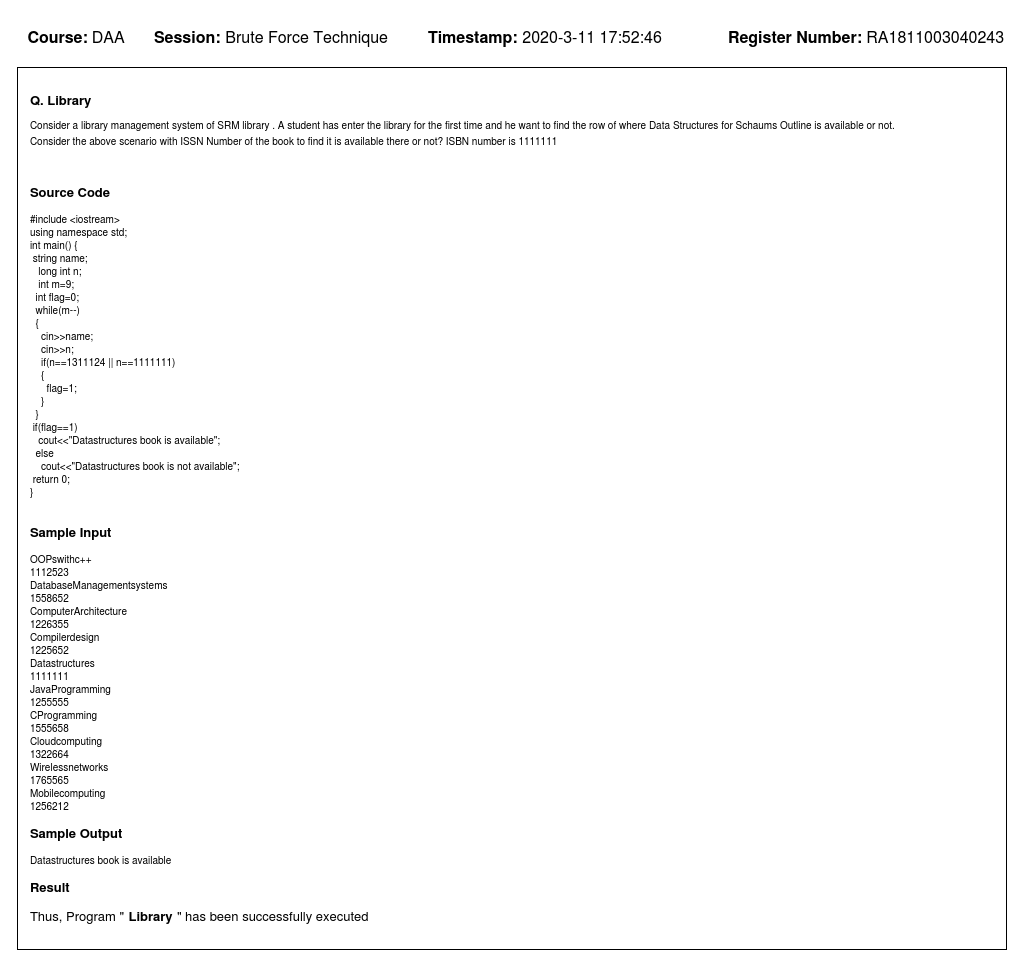 Course: DAA Session: Brute Force Technique Timestamp: 2020-3-11 17:52:46 Register Number: RA1811003040243
Q. Library
Consider a library management system of SRM library . A student has enter the library for the first time and he want to find the row of where Data Structures for Schaums Outline is available or not.
Consider the above scenario with ISSN Number of the book to find it is available there or not? ISBN number is 1111111
Source Code
#include <iostream>
using namespace std;
int main() {
string name;
long int n;
int m=9;
int flag=0;
while(m--)
{
cin>>name;
cin>>n;
if(n==1311124 || n==1111111)
{
flag=1;
}
}
if(flag==1)
cout<<"Datastructures book is available";
else
cout<<"Datastructures book is not available";
return 0;
}
Sample Input
OOPswithc++
1112523
DatabaseManagementsystems
1558652
ComputerArchitecture
1226355
Compilerdesign
1225652
Datastructures
1111111
JavaProgramming
1255555
CProgramming
1555658
Cloudcomputing
1322664
Wirelessnetworks
1765565
Mobilecomputing
1256212
Sample Output
Datastructures book is available
Result
Thus, Program " Library " has been successfully executed